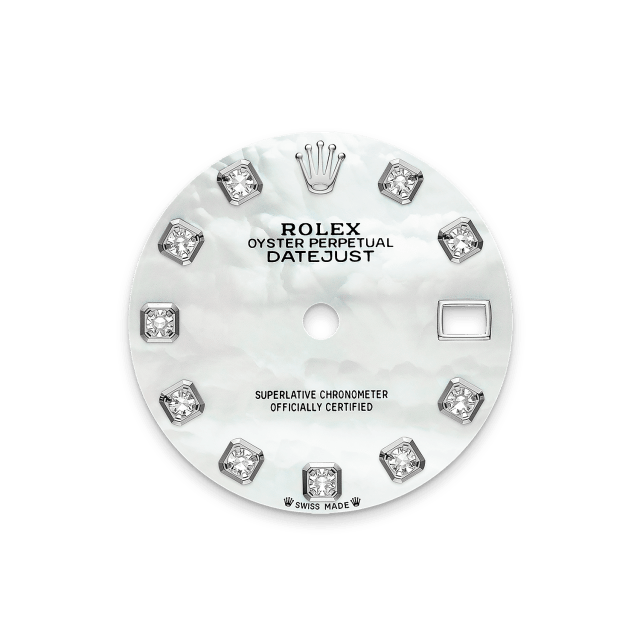 ROLEX
OYSTER PERPETUAL
DATEJUST
SUPERLATIVE CHRONOMETER
OFFICIALLY CERTIFIED
SWISS MADE